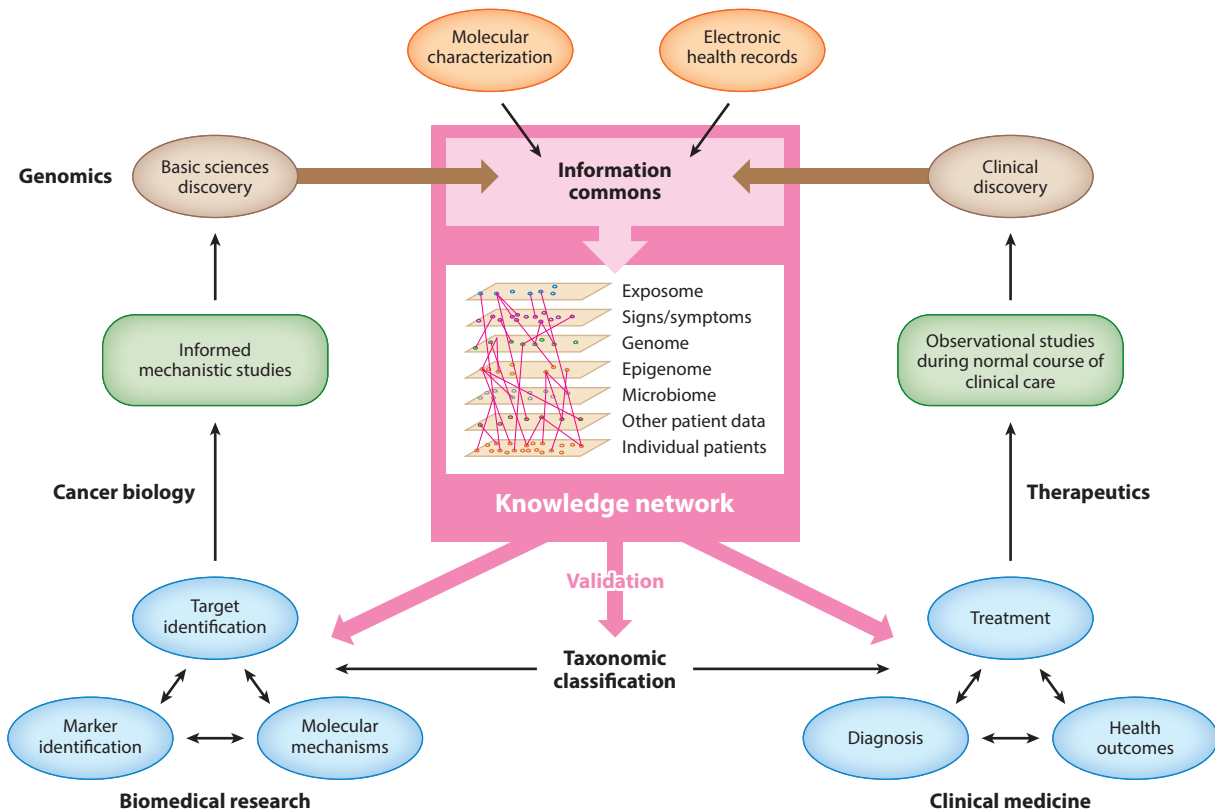 Molecular
characterization
Electronic
health records
Genomics
Basic sciences
discovery
Information
commons
Clinical
discovery
Exposome
Signs/symptoms
Genome
Epigenome
Microbiome
Other patient data
Individual patients
Informed
mechanistic studies
Observational studies
during normal course of
clinical care
Knowledge network
Cancer biology
Therapeutics
Validation
Target
identification
Treatment
Taxonomic
classification
Marker
identification
Molecular
mechanisms
Diagnosis
Health
outcomes
Biomedical research
Clinical medicine